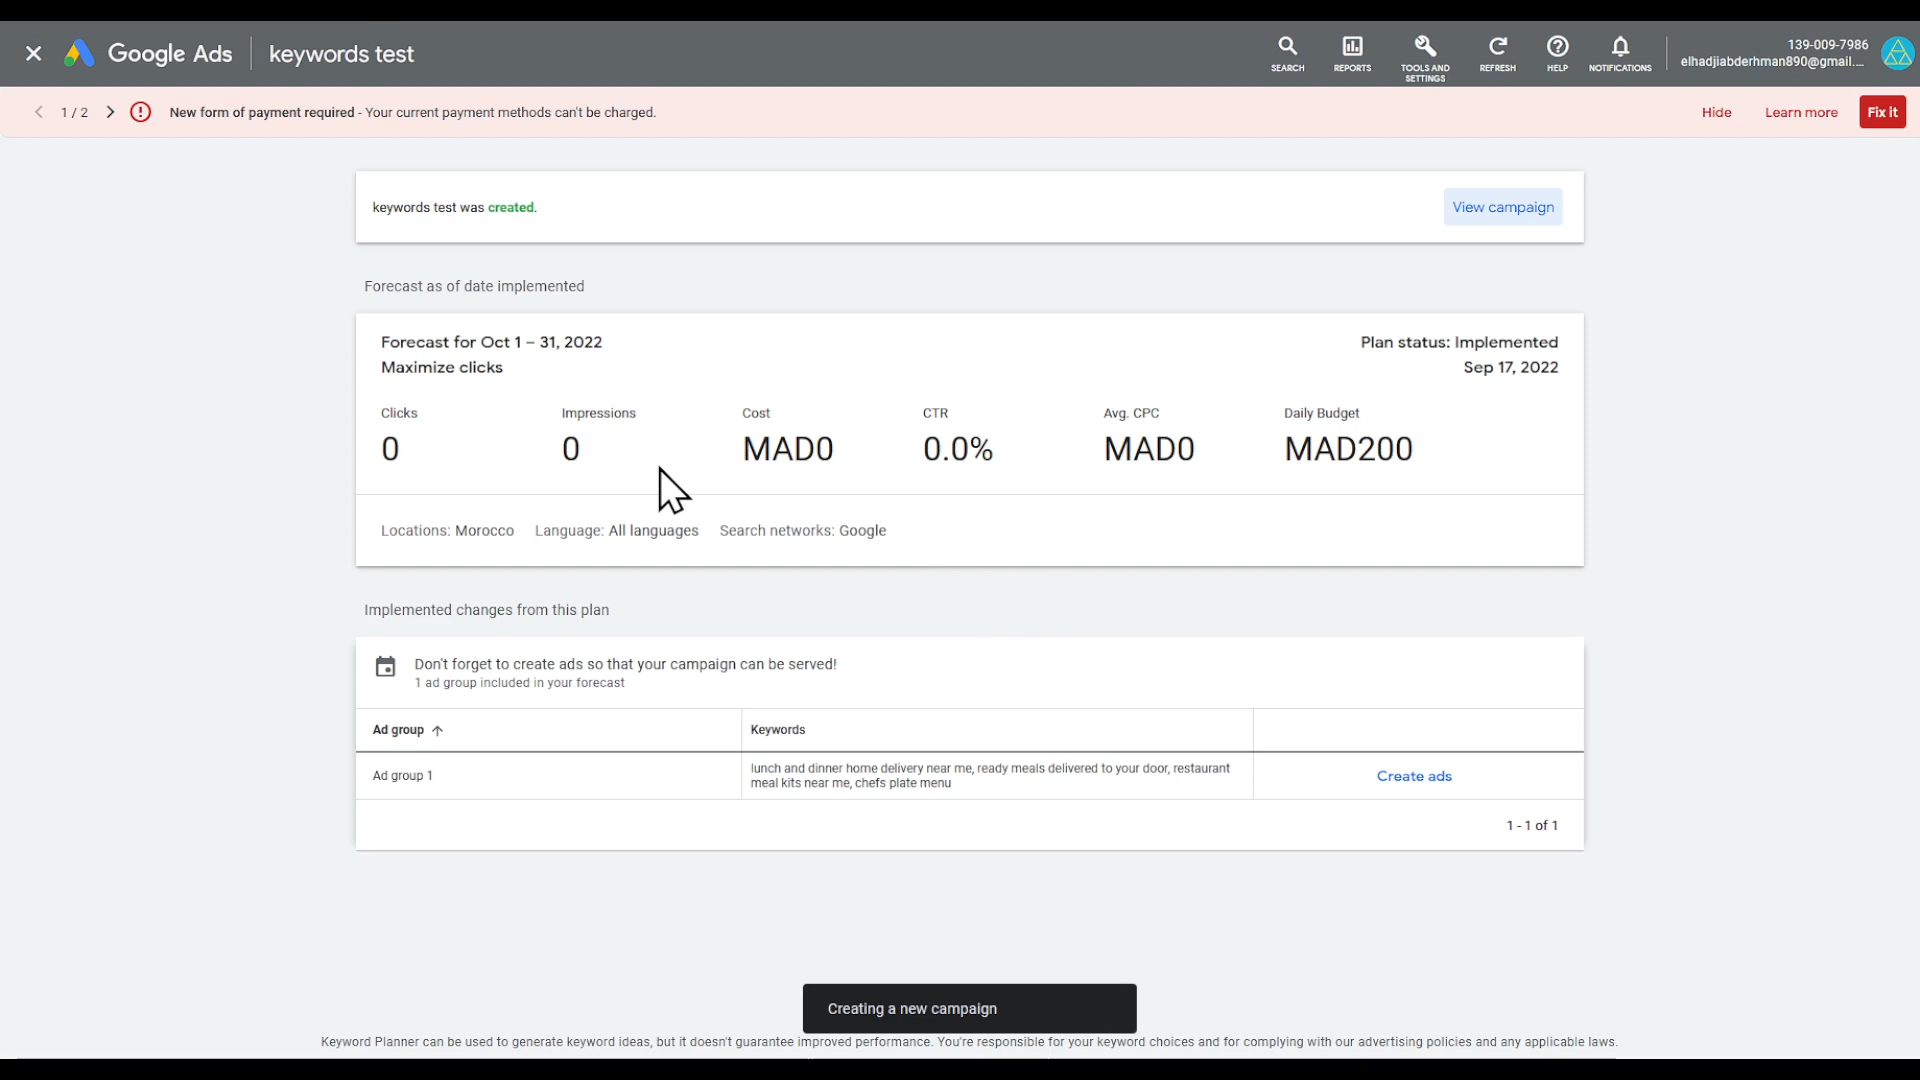 Google Ads keywords test
SEARCH
REPORTS
TOOLS AND
SETTINGS
REFRESH
HELP
NOTIFICATIONS
139-009-7986
elhadjiabderhman890@gmail....
1 / 2
New form of payment required - Your current payment methods can't be charged.
Hide
Learn more
Fix it
keywords test was created.
View campaign
Forecast as of date implemented
Forecast for Oct 1 – 31, 2022
Maximize clicks
Plan status: Implemented
Sep 17, 2022
Clicks
0
Impressions
0
Cost
MAD0
CTR
0.0%
Avg. CPC
MAD0
Daily Budget
MAD200
Locations: Morocco Language: All languages Search networks: Google
Implemented changes from this plan
Don't forget to create ads so that your campaign can be served!
1 ad group included in your forecast
Ad group
Keywords
Ad group 1
lunch and dinner home delivery near me, ready meals delivered to your door, restaurant
meal kits near me, chefs plate menu
Create ads
1 - 1 of 1
Creating a new campaign
Keyword Planner can be used to generate keyword ideas, but it doesn't guarantee improved performance. You're responsible for your keyword choices and for complying with our advertising policies and any applicable laws.